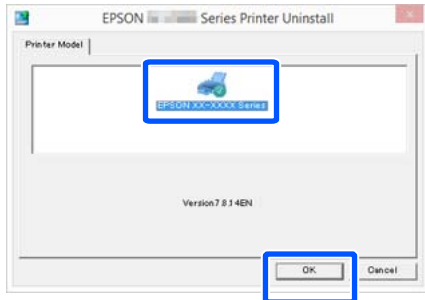 EPSON Series Printer Uninstall
Printer Model
EPSON XX-XXXX Series
Version7.8.14EN
OK Cancel